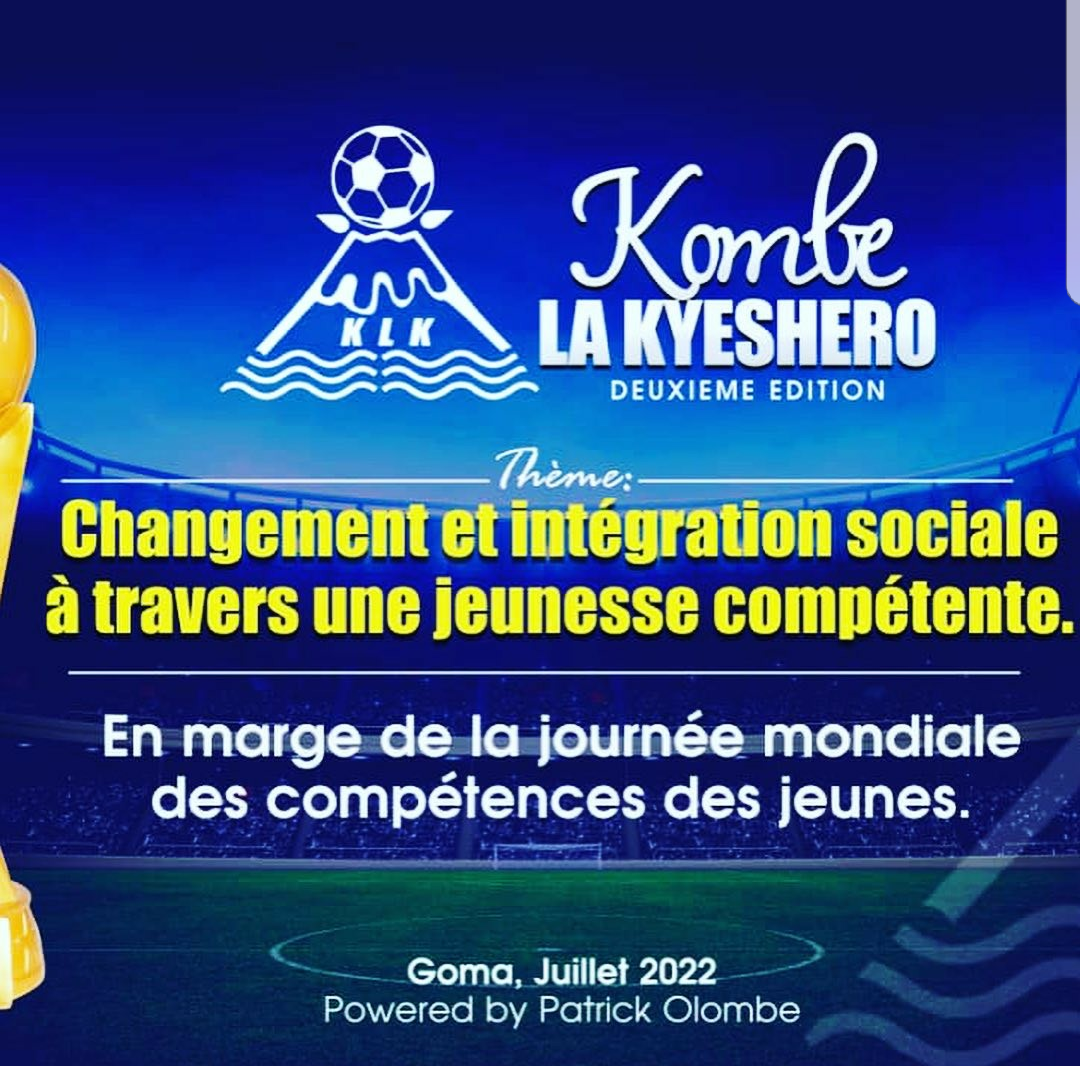 KLK
Kombe
LA KYESHERO
DEUXIEME EDITION
Thème:
Changement et intégration sociale
à travers une jeunesse compétente.
En marge de la journée mondiale
des compétences des jeunes.
Goma, Juillet 2022
Powered by Patrick Olombe